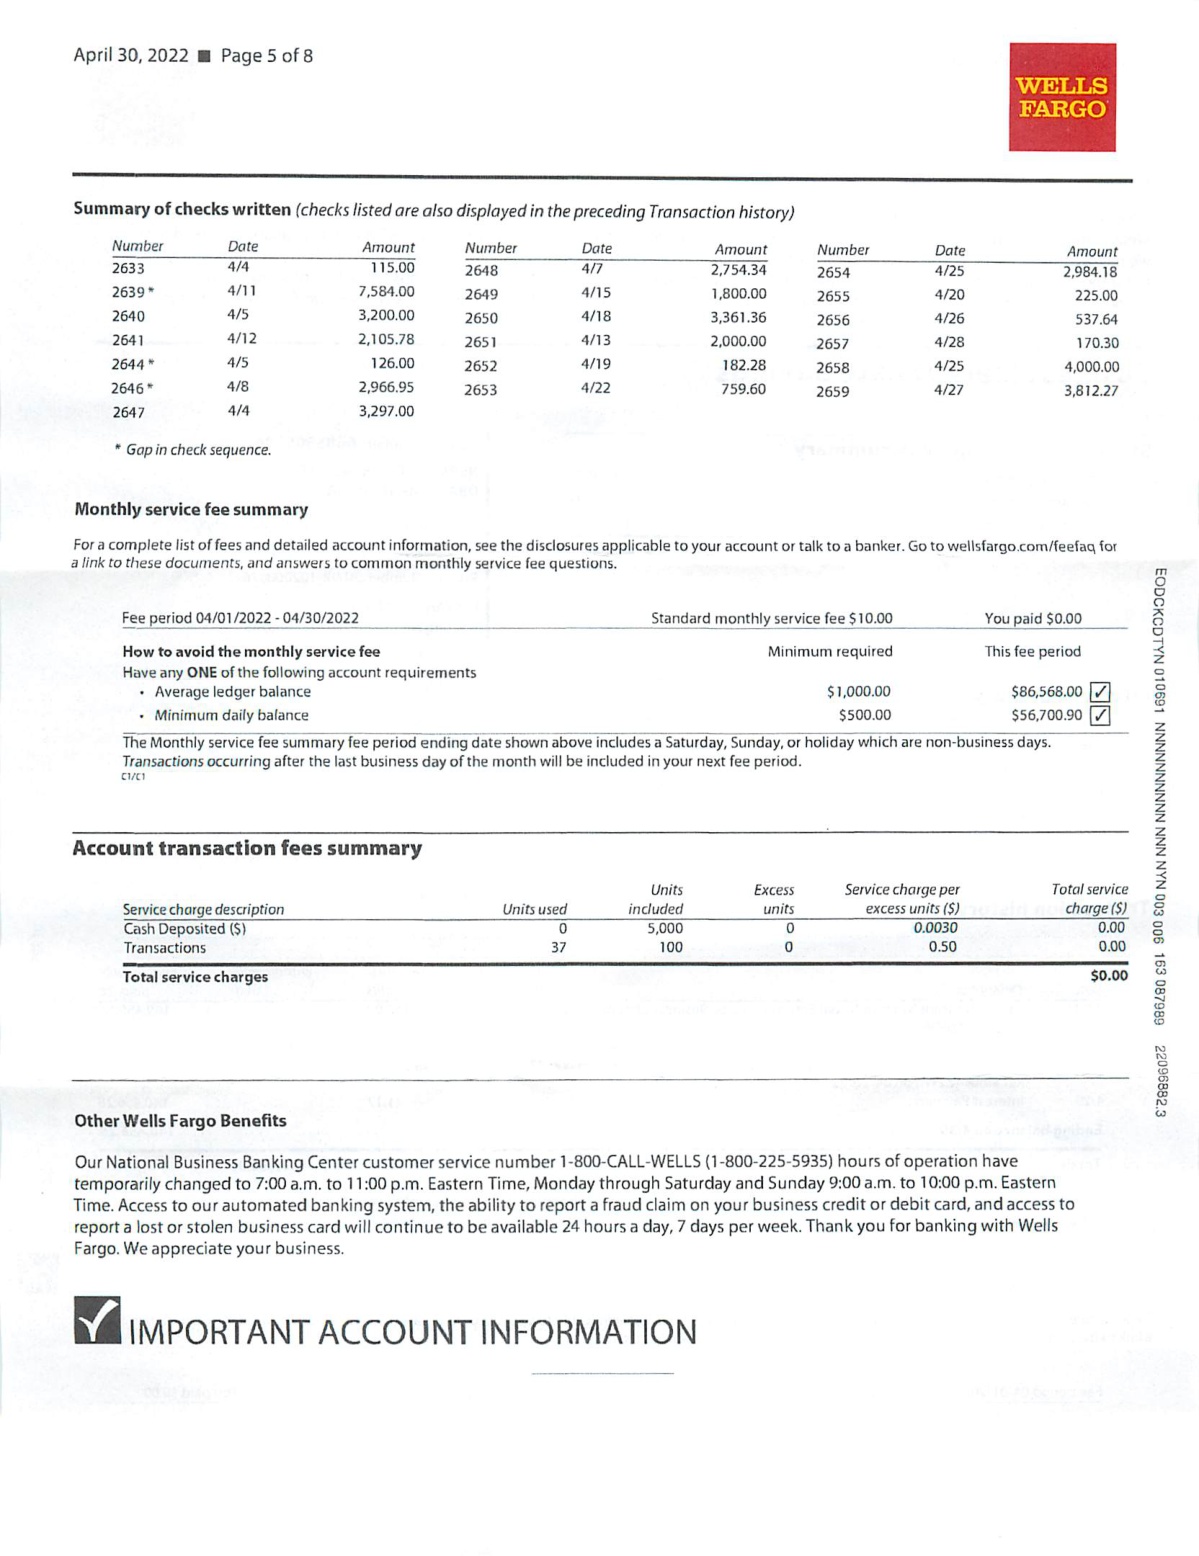 April 30, 2022 ■ Page 5 of 8
WELLS
FARGO
Summary of checks written (checks listed are also displayed in the preceding Transaction history)
Number Date Amount Number Date Amount Number Date Amount
2633 4/4 115.00 2648 4/7 2,754.34 2654 4/25 2,984.18
2639 * 4/11 7,584.00 2649 4/15 1,800.00 2655 4/20 225.00
2640 4/5 3,200.00 2650 4/18 3,361.36 2656 4/26 537.64
2641 4/12 2,105.78 2651 4/13 2,000.00 2657 4/28 170.30
2644 * 4/5 126.00 2652 4/19 182.28 2658 4/25 4,000.00
2646 * 4/8 2,966.95 2653 4/22 759.60 2659 4/27 3,812.27
2647 4/4 3,297.00
* Gap in check sequence.
Monthly service fee summary
For a complete list of fees and detailed account information, see the disclosures applicable to your account or talk to a banker. Go to wellsfargo.com/feefaq for
a link to these documents, and answers to common monthly service fee questions.
Fee period 04/01/2022 - 04/30/2022 Standard monthly service fee $10.00 You paid $0.00
How to avoid the monthly service fee Minimum required This fee period
Have any ONE of the following account requirements
• Average ledger balance $1,000.00 $86,568.00 ☑
• Minimum daily balance $500.00 $56,700.90 ☑
The Monthly service fee summary fee period ending date shown above includes a Saturday, Sunday, or holiday which are non-business days.
Transactions occurring after the last business day of the month will be included in your next fee period.
C1/C1
Account transaction fees summary
Units Excess Service charge per Total service
Service charge description Units used included units excess units ($) charge ($)
Cash Deposited ($) 0 5,000 0 0.0030 0.00
Transactions 37 100 0 0.50 0.00
Total service charges $0.00
Other Wells Fargo Benefits
Our National Business Banking Center customer service number 1-800-CALL-WELLS (1-800-225-5935) hours of operation have
temporarily changed to 7:00 a.m. to 11:00 p.m. Eastern Time, Monday through Saturday and Sunday 9:00 a.m. to 10:00 p.m. Eastern
Time. Access to our automated banking system, the ability to report a fraud claim on your business credit or debit card, and access to
report a lost or stolen business card will continue to be available 24 hours a day, 7 days per week. Thank you for banking with Wells
Fargo. We appreciate your business.
IMPORTANT ACCOUNT INFORMATION
EODCKCDTYN 010691 NNNNNNNNNN NNN NYN 003 006 163 087989 22096882.3